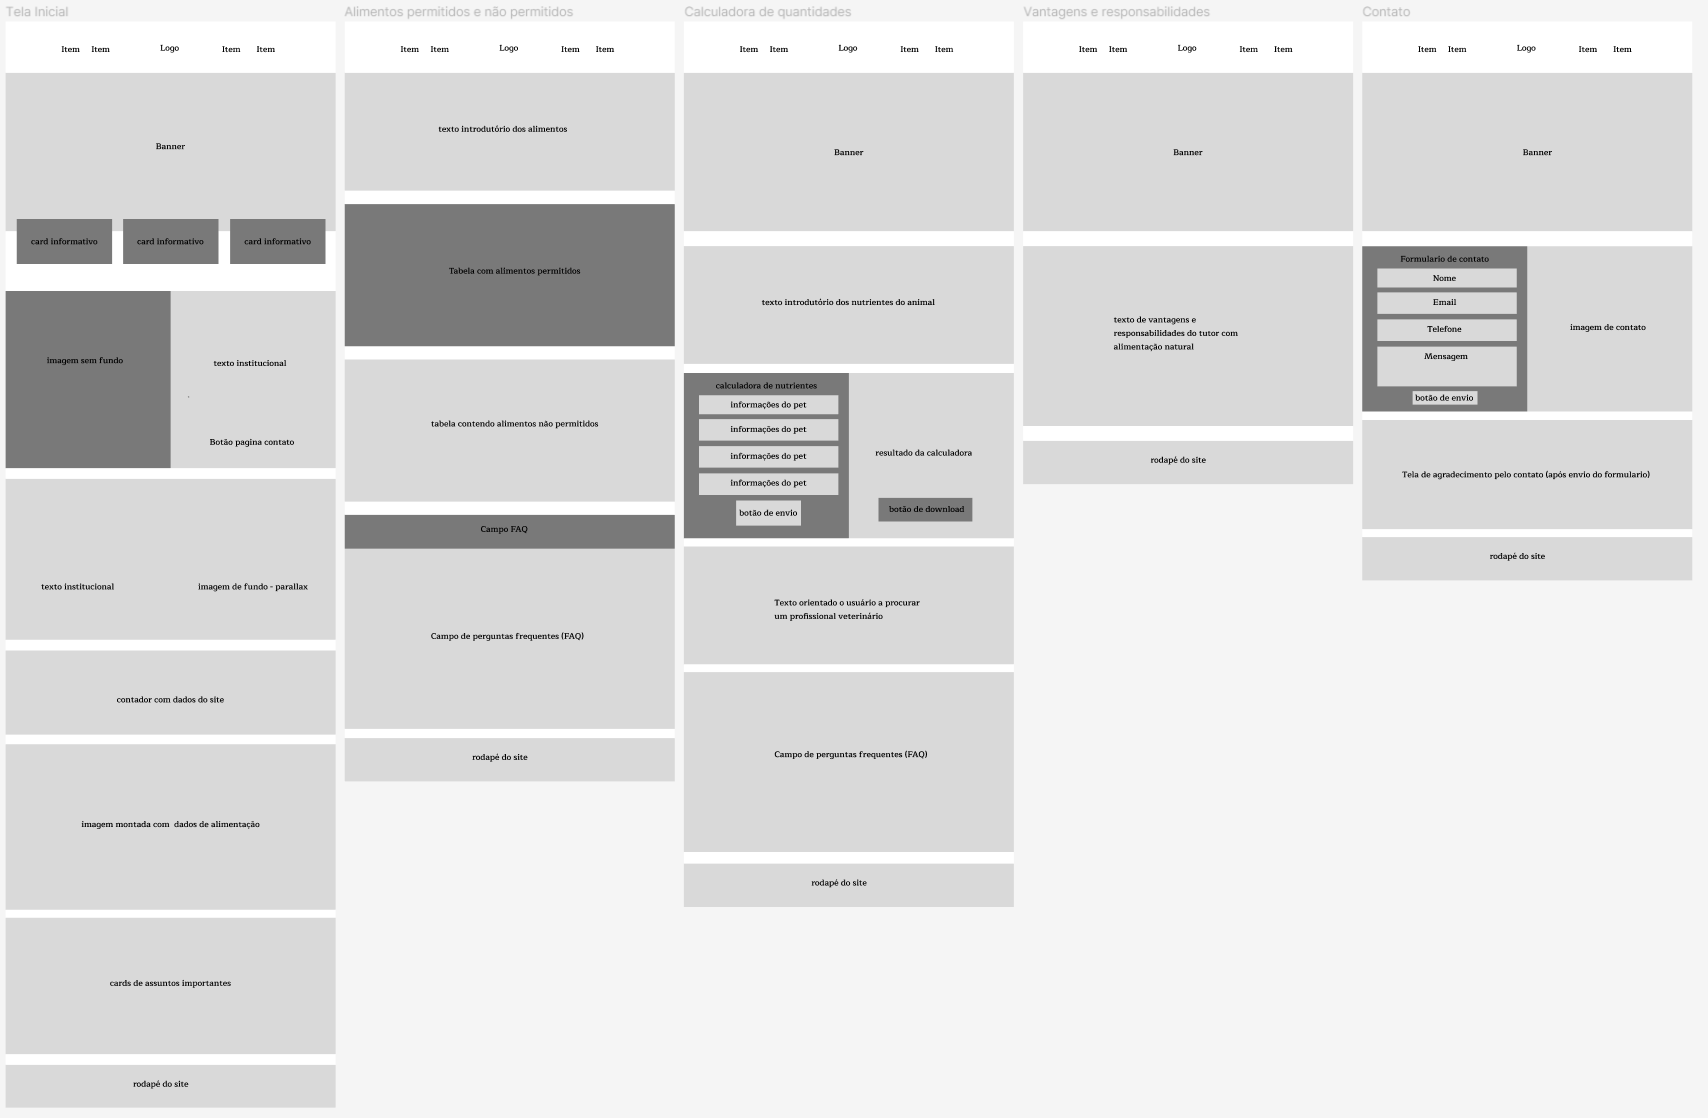 Tela Inicial
Item Item Logo Item Item
Banner
card informativo card informativo card informativo
imagem sem fundo
texto institucional
Botão pagina contato
texto institucional imagem de fundo - parallax
contador com dados do site
imagem montada com dados de alimentação
cards de assuntos importantes
rodapé do site
Alimentos permitidos e não permitidos
Item Item Logo Item Item
texto introdutório dos alimentos
Tabela com alimentos permitidos
tabela contendo alimentos não permitidos
Campo FAQ
Campo de perguntas frequentes (FAQ)
rodapé do site
Calculadora de quantidades
Item Item Logo Item Item
Banner
texto introdutório dos nutrientes do animal
calculadora de nutrientes
informações do pet
informações do pet
informações do pet
informações do pet
botão de envio
resultado da calculadora
botão de download
Texto orientado o usuário a procurar
um profissional veterinário
Campo de perguntas frequentes (FAQ)
rodapé do site
Vantagens e responsabilidades
Item Item Logo Item Item
Banner
texto de vantagens e
responsabilidades do tutor com
alimentação natural
rodapé do site
Contato
Item Item Logo Item Item
Banner
Formulario de contato
Nome
Email
Telefone
Mensagem
botão de envio
imagem de contato
Tela de agradecimento pelo contato (após envio do formulario)
rodapé do site